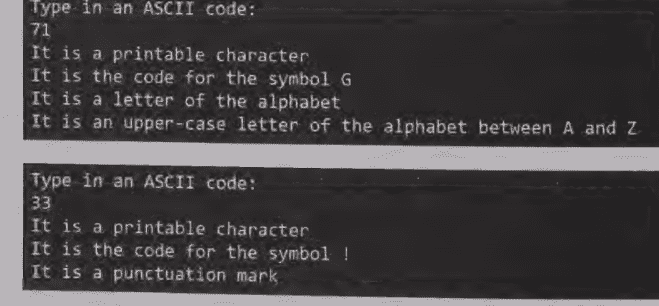 Type in an ASCII code:
71
It is a printable character
It is the code for the symbol G
It is a letter of the alphabet
It is an upper-case letter of the alphabet between A and Z
Type in an ASCII code:
33
It is a printable character
It is the code for the symbol !
It is a punctuation mark